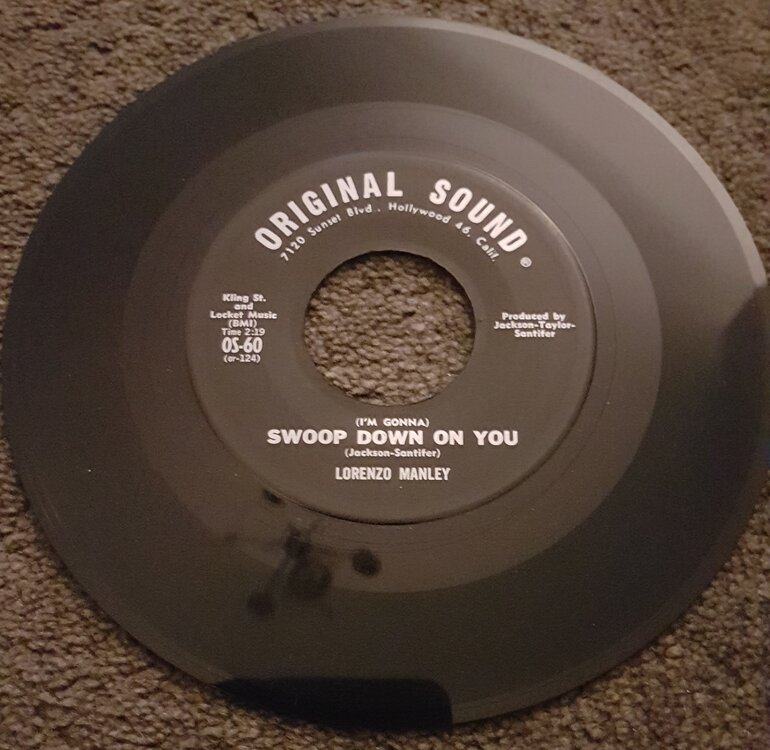 ORIGINAL SOUND ®
7120 Sunset Blvd., Hollywood 46, Calif.
Kling St.
and
Locket Music
(BMI)
Time 2:19
OS-60
(or-124)
Produced by
Jackson-Taylor-
Santifer
(I'M GONNA)
SWOOP DOWN ON YOU
(Jackson-Santifer)
LORENZO MANLEY